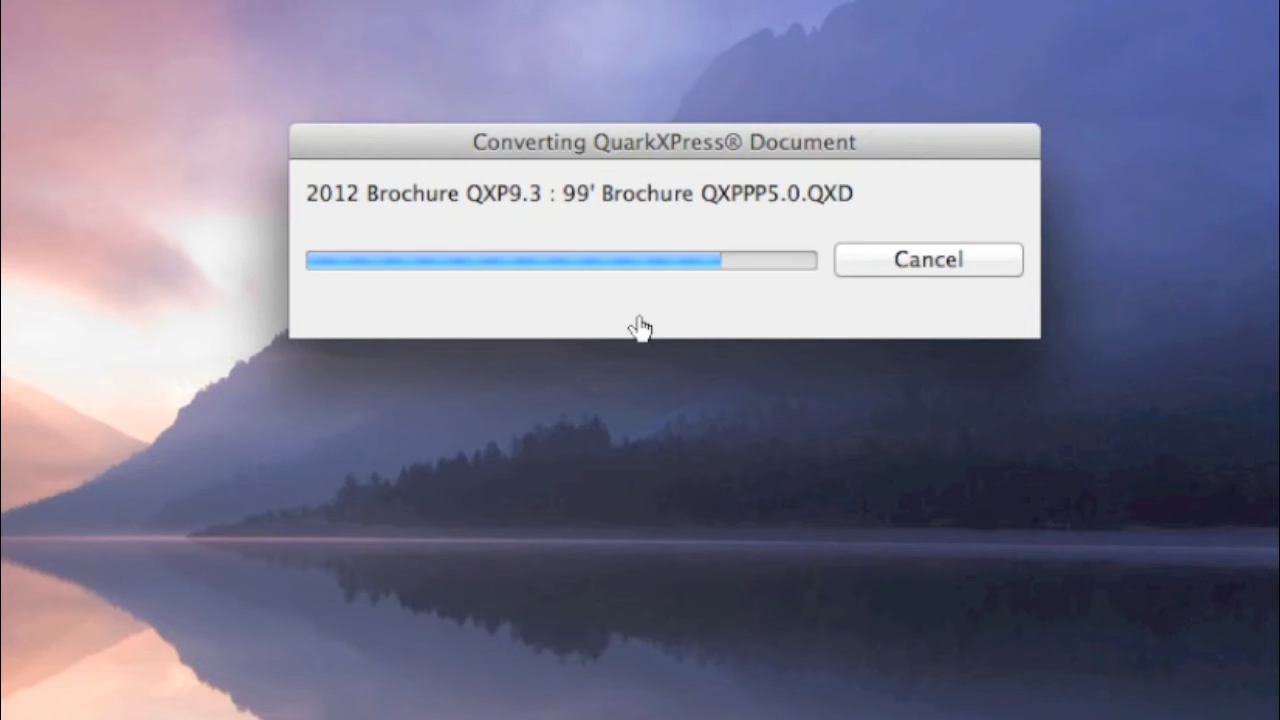 Converting QuarkXPress® Document
2012 Brochure QXP9.3 : 99' Brochure QXPPP5.0.QXD
Cancel